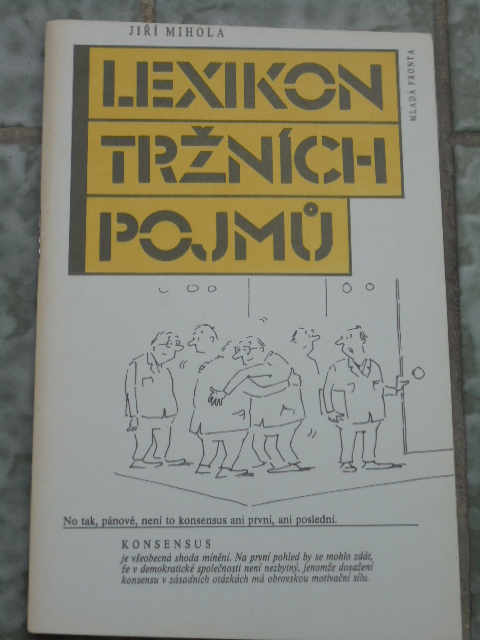 JIŘÍ MIHOLA
MLADÁ FRONTA
LEXIKON
TRŽNÍCH
POJMŮ
No tak, pánové, není to konsensus ani první, ani poslední.
KONSENSUS
je všeobecná shoda mínění. Na první pohled by se mohlo zdát,
že v demokratické společnosti není nezbytný, jenomže dosažení
konsensu v zásadních otázkách má obrovskou motivační sílu.